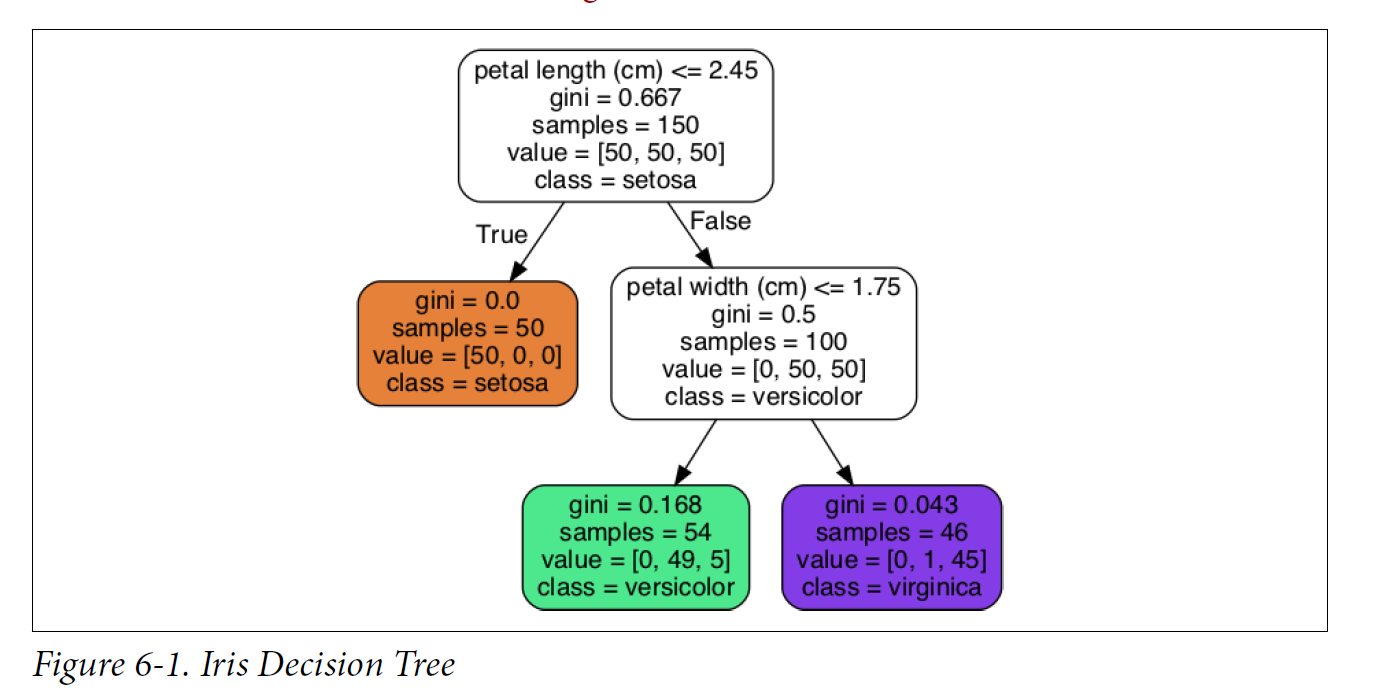 petal length (cm) <= 2.45
gini = 0.667
samples = 150
value = [50, 50, 50]
class = setosa
True
False
gini = 0.0
samples = 50
value = [50, 0, 0]
class = setosa
petal width (cm) <= 1.75
gini = 0.5
samples = 100
value = [0, 50, 50]
class = versicolor
gini = 0.168
samples = 54
value = [0, 49, 5]
class = versicolor
gini = 0.043
samples = 46
value = [0, 1, 45]
class = virginica
Figure 6-1. Iris Decision Tree